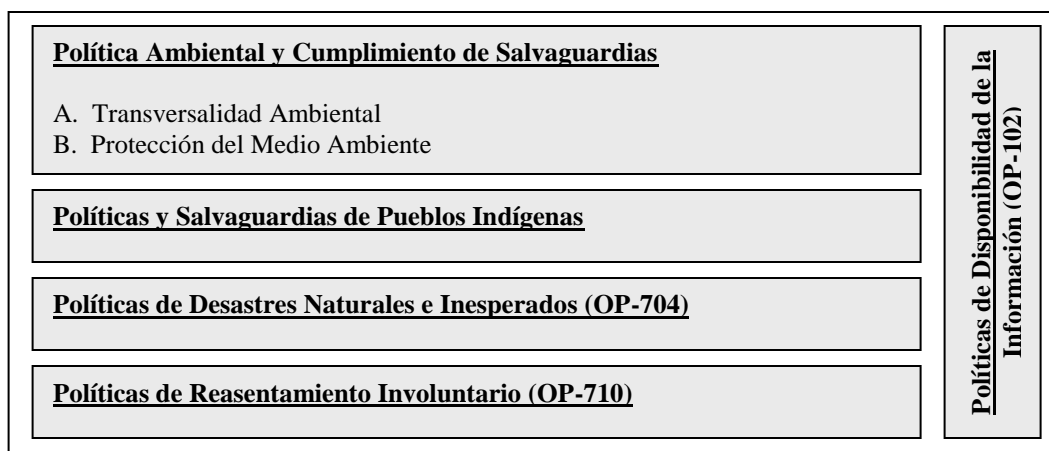 Política Ambiental y Cumplimiento de Salvaguardias
A. Transversalidad Ambiental
B. Protección del Medio Ambiente
Políticas y Salvaguardias de Pueblos Indígenas
Políticas de Desastres Naturales e Inesperados (OP-704)
Políticas de Reasentamiento Involuntario (OP-710)
Políticas de Disponibilidad de la
Información (OP-102)